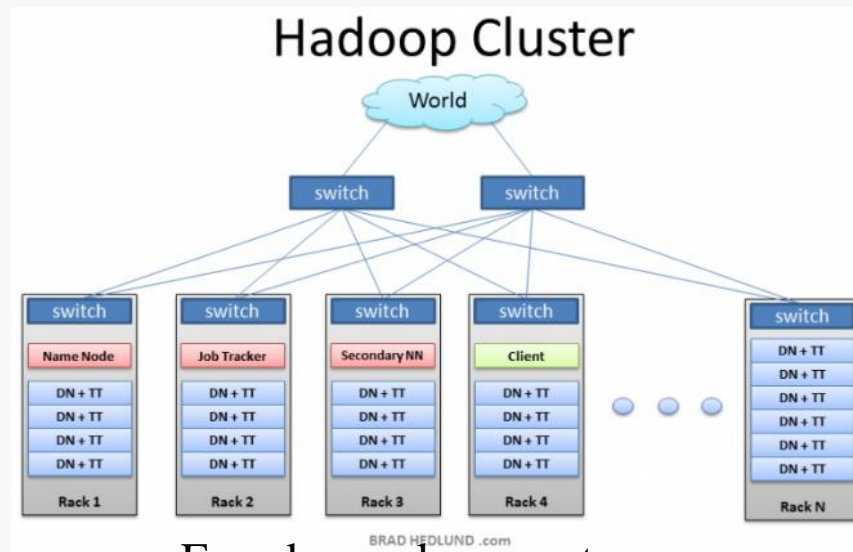 Hadoop Cluster
World
switch switch
switch switch switch switch switch
Name Node Job Tracker Secondary NN Client DN + TT
DN + TT
DN + TT DN + TT DN + TT DN + TT DN + TT
DN + TT DN + TT DN + TT DN + TT DN + TT
DN + TT DN + TT DN + TT DN + TT DN + TT
DN + TT DN + TT DN + TT DN + TT DN + TT
Rack 1 Rack 2 Rack 3 Rack 4 Rack N
BRAD HEDLUND .com